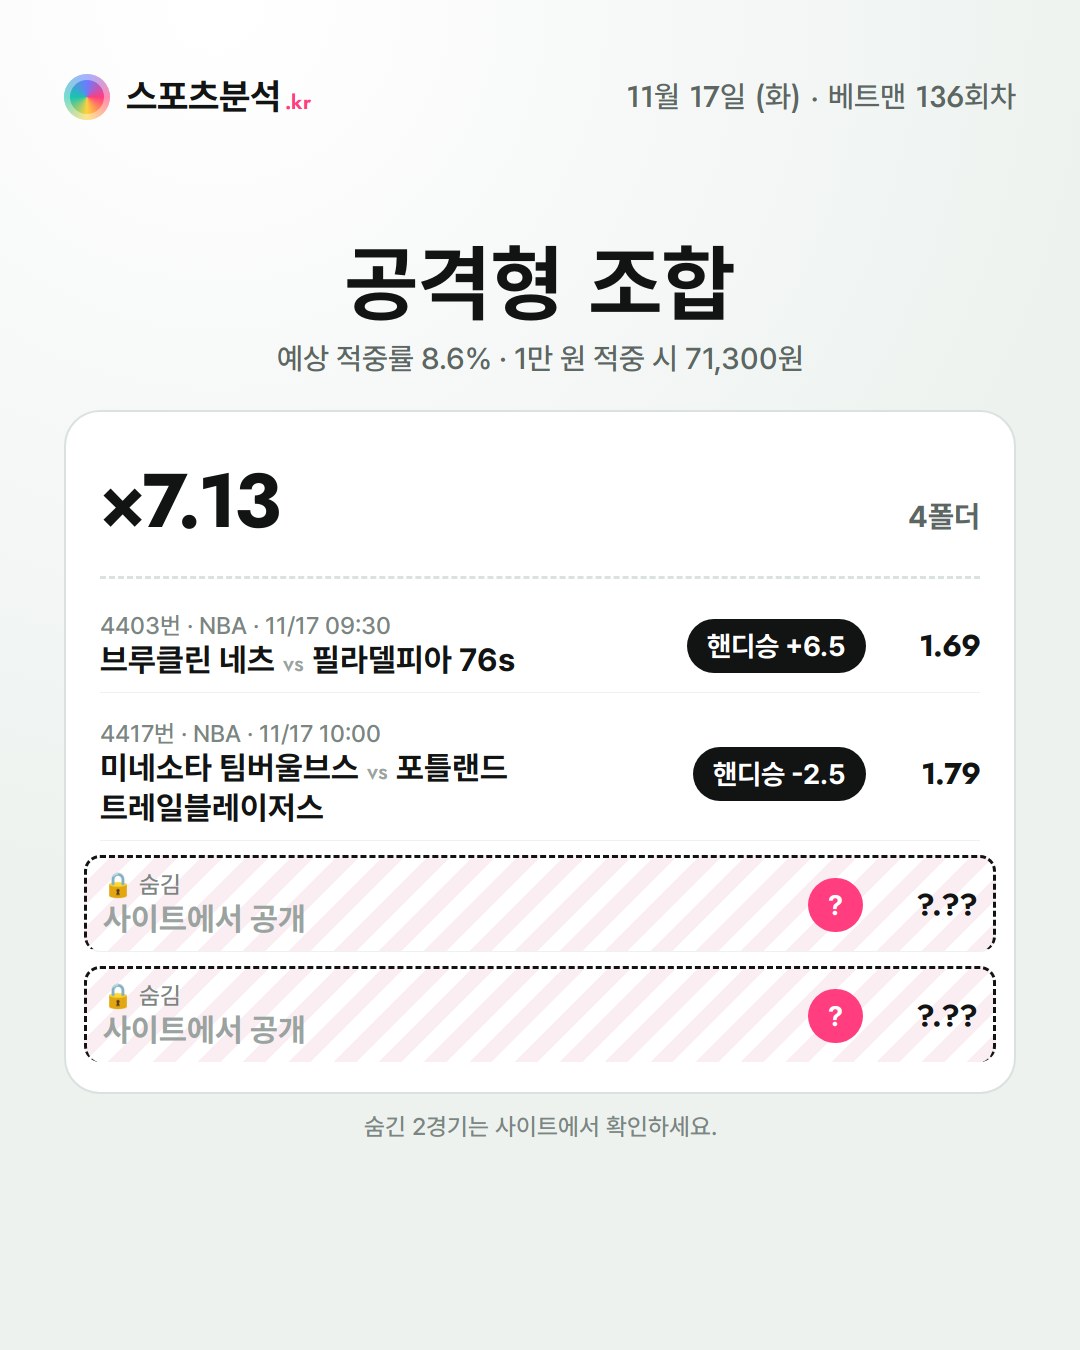 스포츠분석.kr
11월 17일 (화) · 베트맨 136회차
공격형 조합
예상 적중률 8.6% · 1만 원 적중 시 71,300원
×7.13
4폴더
4403번 · NBA · 11/17 09:30
브루클린 네츠 vs 필라델피아 76s
핸디승 +6.5
1.69
4417번 · NBA · 11/17 10:00
미네소타 팀버울브스 vs 포틀랜드
트레일블레이저스
핸디승 -2.5
1.79
🔒 숨김
사이트에서 공개
?
?.??
🔒 숨김
사이트에서 공개
?
?.??
숨긴 2경기는 사이트에서 확인하세요.